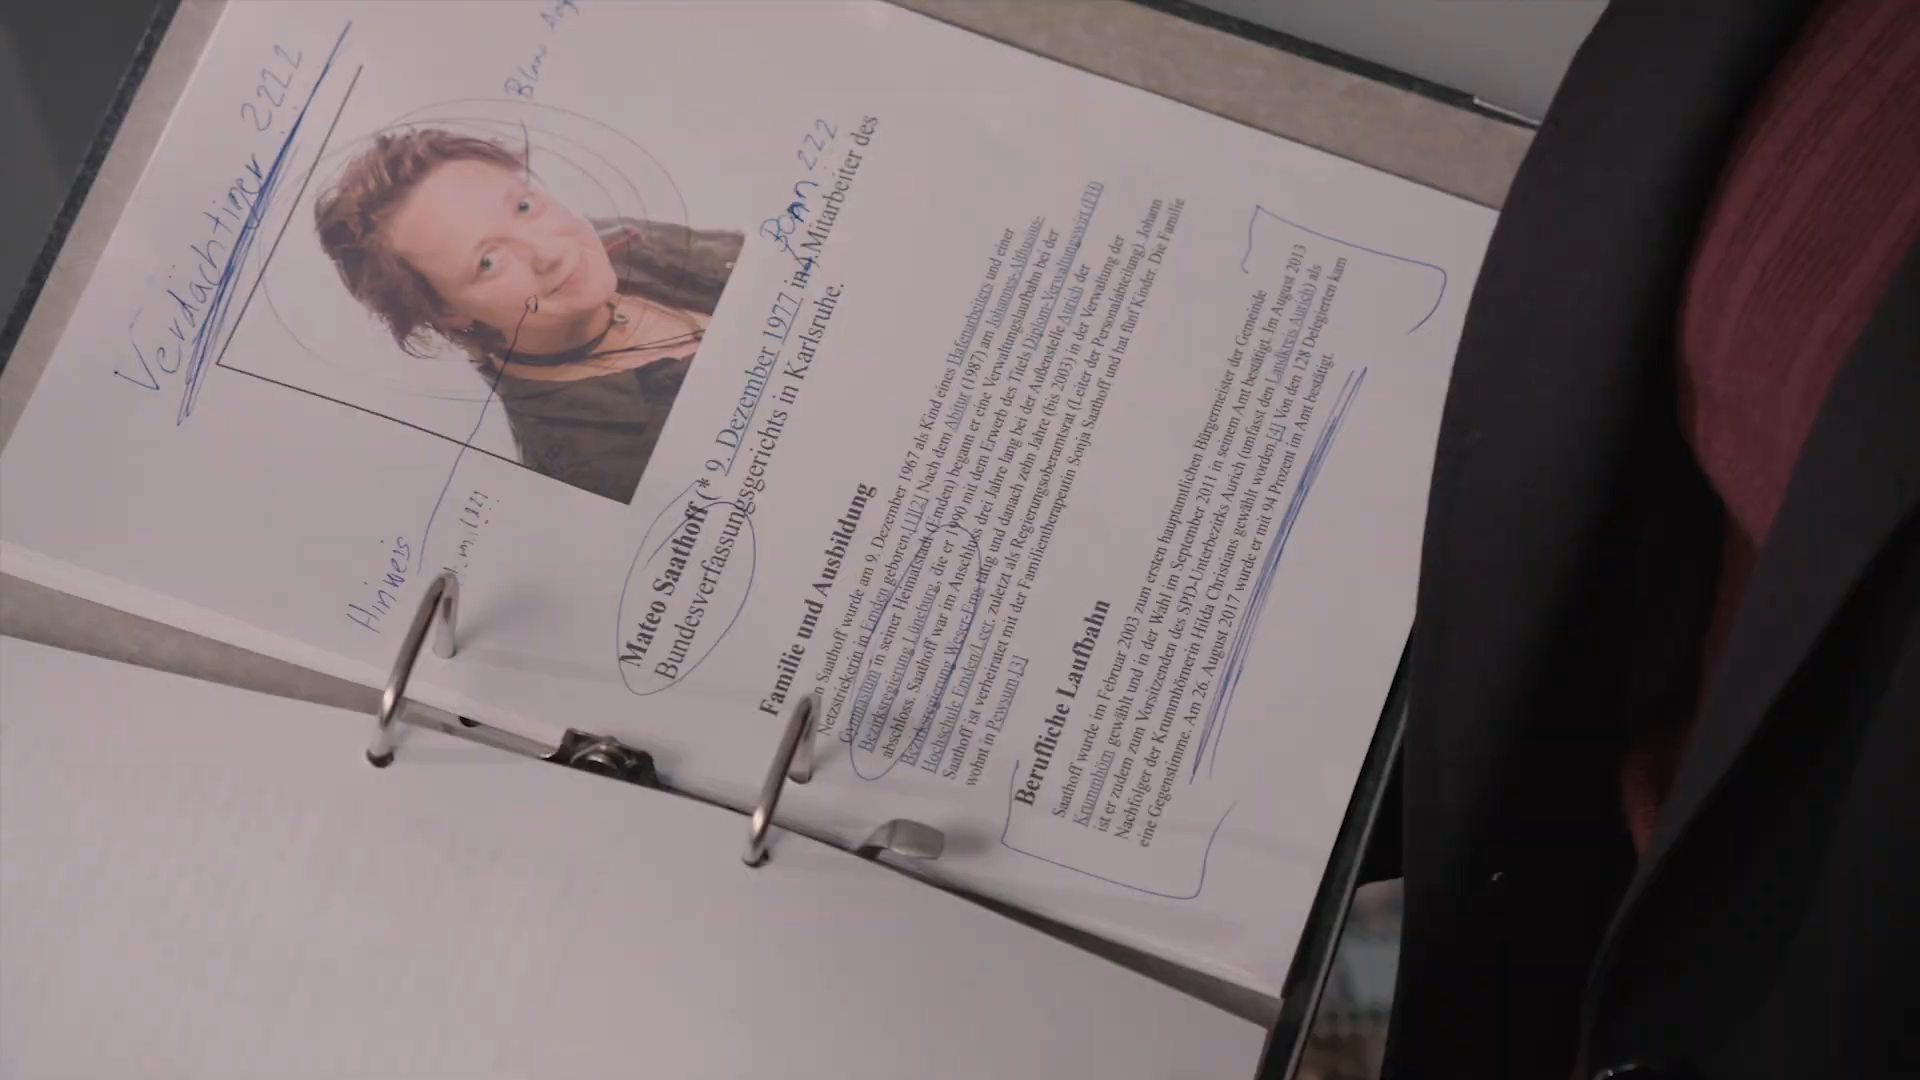 Verdächtiger 222
Blaue
Hinweis
Bonn 222
Mateo Saathoff (* 9. Dezember 1977 in Mitarbeiter des
Bundesverfassungsgerichts in Karlsruhe.
Familie und Ausbildung
n Saathoff wurde am 9. Dezember 1967 als Kind eines Hafenarbeiters und einer
Netzstrickerin in Emden geboren.[1][2] Nach dem Abitur (1987) am Johannes-Althusius-
Gymnasium in seiner Heimatstadt (Emden) begann er eine Verwaltungslaufbahn bei der
Bezirksregierung Lüneburg, die er 1990 mit dem Erwerb des Titels Diplom-Verwaltungswirt (FH)
abschloss. Saathoff war im Anschluss drei Jahre lang bei der Außenstelle Aurich der
Bezirksregierung Weser-Ems tätig und danach zehn Jahre (bis 2003) in der Verwaltung der
Hochschule Emden/Leer, zuletzt als Regierungsoberamtsrat (Leiter der Personalabteilung). Johann
Saathoff ist verheiratet mit der Familientherapeutin Sonja Saathoff und hat fünf Kinder. Die Familie
wohnt in Pewsum.[3]
Berufliche Laufbahn
Saathoff wurde im Februar 2003 zum ersten hauptamtlichen Bürgermeister der Gemeinde
Krummhörn gewählt und in der Wahl im September 2011 in seinem Amt bestätigt. Im August 2013
ist er zudem zum Vorsitzenden des SPD-Unterbezirks Aurich (umfasst den Landkreis Aurich) als
Nachfolger der Krummhörnerin Hilda Christians gewählt worden.[4] Von den 128 Delegierten kam
eine Gegenstimme. Am 26. August 2017 wurde er mit 94 Prozent im Amt bestätigt.